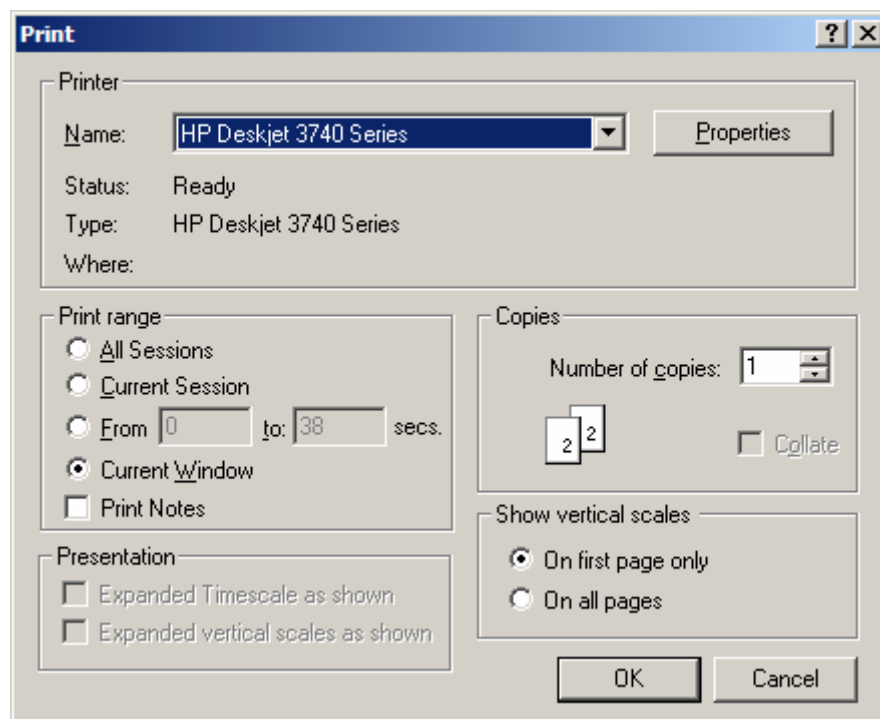 Print
Printer
Name: HP Deskjet 3740 Series Properties
Status: Ready
Type: HP Deskjet 3740 Series
Where:
Print range
All Sessions
Current Session
From 0 to: 38 secs.
Current Window
Print Notes
Copies
Number of copies: 1
2 2
Collate
Presentation
Expanded Timescale as shown
Expanded vertical scales as shown
Show vertical scales
On first page only
On all pages
OK Cancel